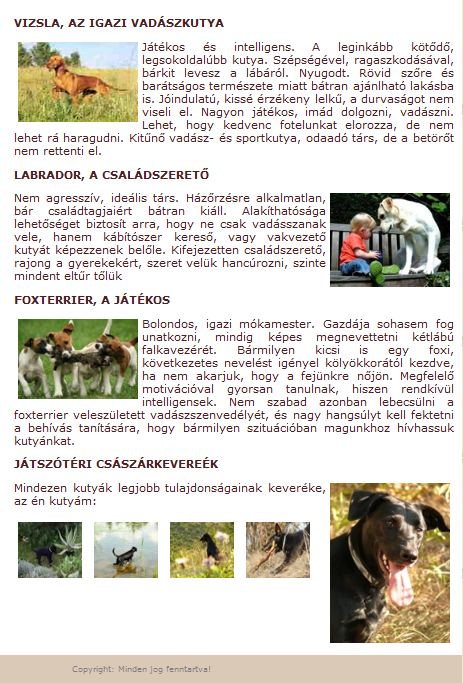 VIZSLA, AZ IGAZI VADÁSZKUTYA
Játékos és intelligens. A leginkább kötődő,
legsokoldalúbb kutya. Szépségével, ragaszkodásával,
bárkit levesz a lábáról. Nyugodt. Rövid szőre és
barátságos természete miatt bátran ajánlható lakásba
is. Jóindulatú, kissé érzékeny lelkű, a durvaságot nem
viseli el. Nagyon játékos, imád dolgozni, vadászni.
Lehet, hogy kedvenc fotelunkat elorozza, de nem
lehet rá haragudni. Kitűnő vadász- és sportkutya, odaadó társ, de a betörőt
nem rettenti el.
LABRADOR, A CSALÁDSZERETŐ
Nem agresszív, ideális társ. Házőrzésre alkalmatlan,
bár családtagjaiért bátran kiáll. Alakíthatósága
lehetőséget biztosít arra, hogy ne csak vadásszanak
vele, hanem kábítószer kereső, vagy vakvezető
kutyát képezzenek belőle. Kifejezetten családszerető,
rajong a gyerekekért, szeret velük hancúrozni, szinte
mindent eltűr tőlük
FOXTERRIER, A JÁTÉKOS
Bolondos, igazi mókamester. Gazdája sohasem fog
unatkozni, mindig képes megnevettetni kétlábú
falkavezérét. Bármilyen kicsi is egy foxi,
következetes nevelést igényel kölyökkorától kezdve,
ha nem akarjuk, hogy a fejünkre nőjön. Megfelelő
motivációval gyorsan tanulnak, hiszen rendkívül
intelligensek. Nem szabad azonban lebecsülni a
foxterrier veleszületett vadászszenvedélyét, és nagy hangsúlyt kell fektetni
a behívás tanítására, hogy bármilyen szituációban magunkhoz hívhassuk
kutyánkat.
JÁTSZÓTÉRI CSÁSZÁRKEVEREÉK
Mindezen kutyák legjobb tulajdonságainak keveréke,
az én kutyám:
Copyright: Minden jog fenntartva!